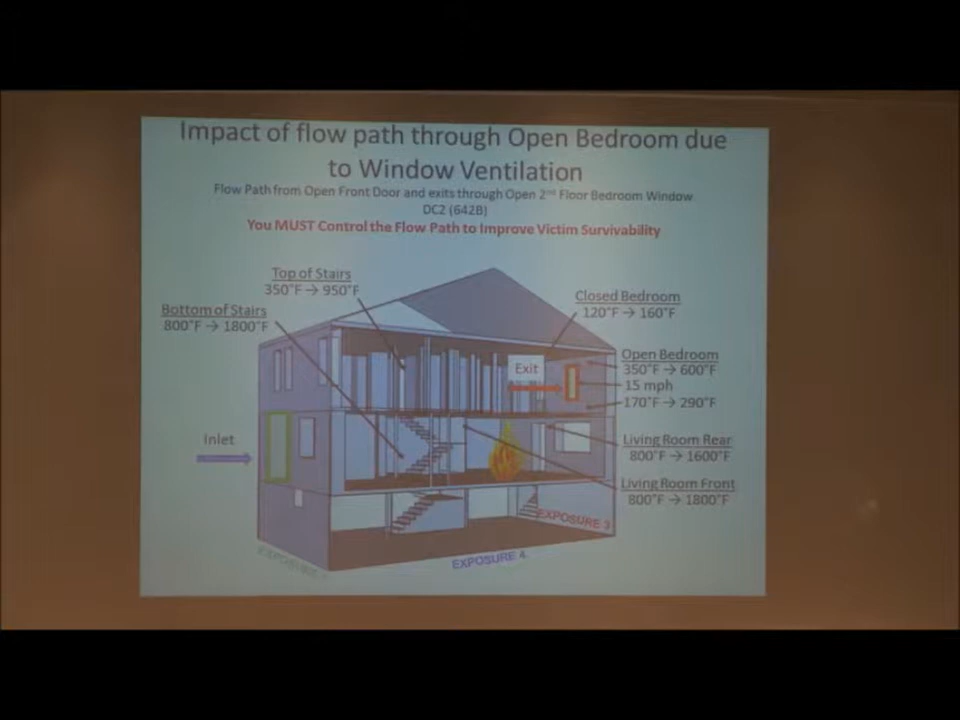 Impact of flow path through Open Bedroom due
to Window Ventilation
Flow Path from Open Front Door and exits through Open 2nd Floor Bedroom Window
DC2 (642B)
You MUST Control the Flow Path to Improve Victim Survivability
Top of Stairs
350°F → 950°F
Bottom of Stairs
800°F → 1800°F
Closed Bedroom
120°F → 160°F
Open Bedroom
350°F → 600°F
15 mph
170°F → 290°F
Exit
Inlet
Living Room Rear
800°F → 1600°F
Living Room Front
800°F → 1800°F
EXPOSURE 3
EXPOSURE 4
EXPOSURE